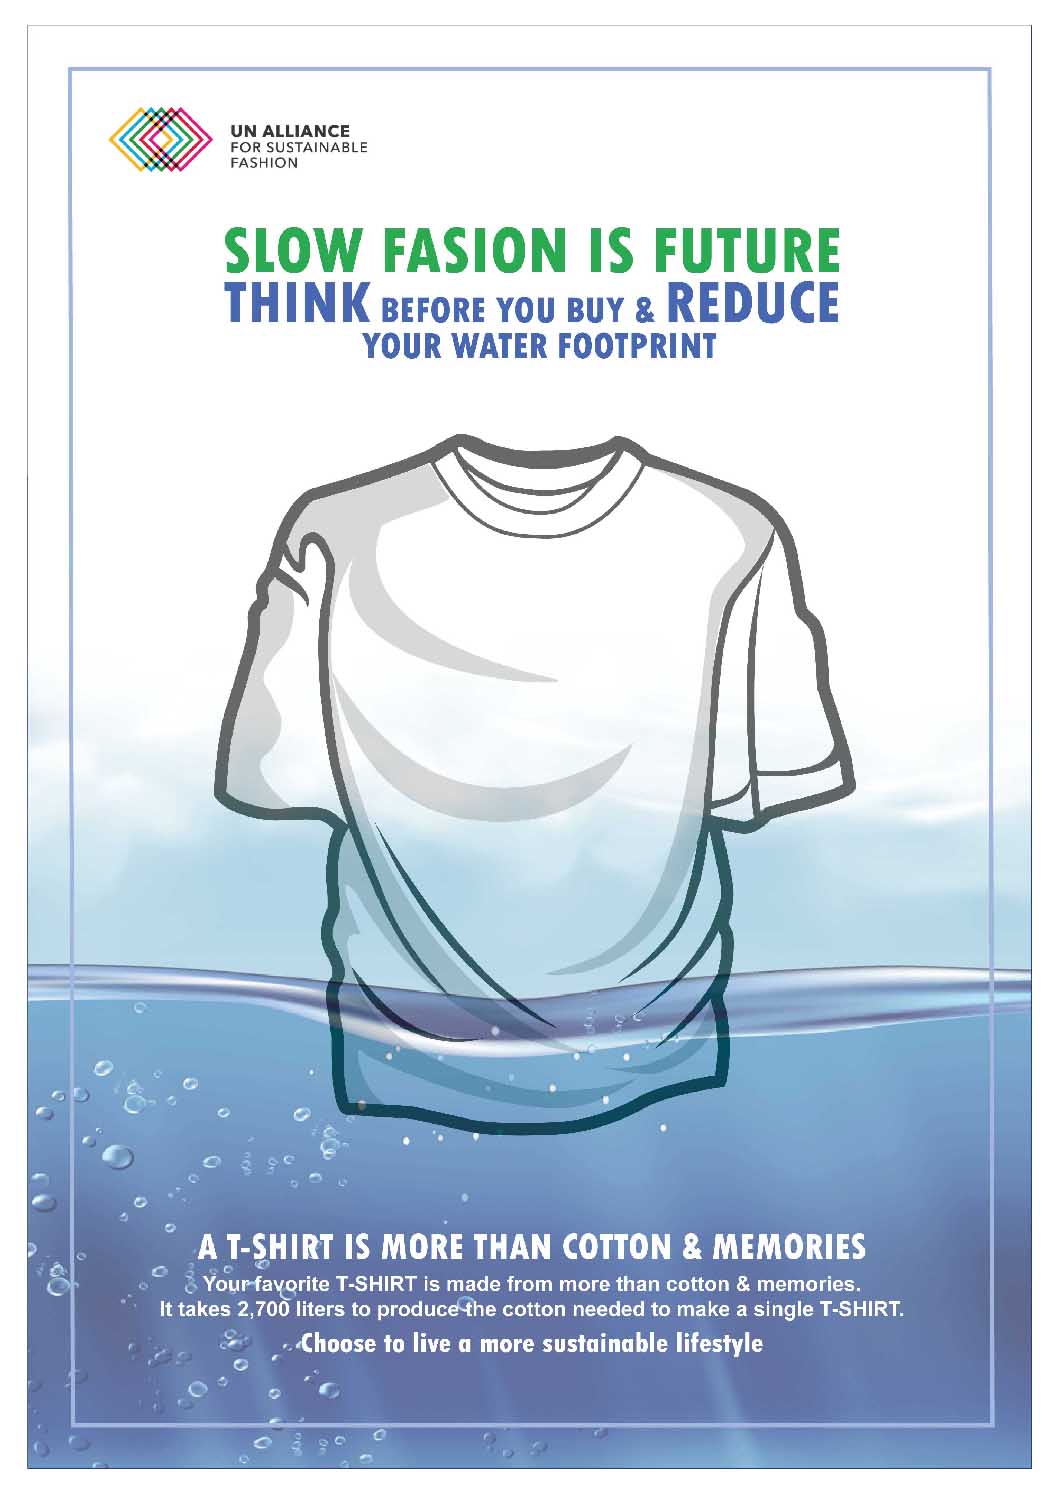 UN ALLIANCE
FOR SUSTAINABLE
FASHION
SLOW FASION IS FUTURE
THINK BEFORE YOU BUY & REDUCE
YOUR WATER FOOTPRINT
A T-SHIRT IS MORE THAN COTTON & MEMORIES
Your favorite T-SHIRT is made from more than cotton & memories.
It takes 2,700 liters to produce the cotton needed to make a single T-SHIRT.
Choose to live a more sustainable lifestyle